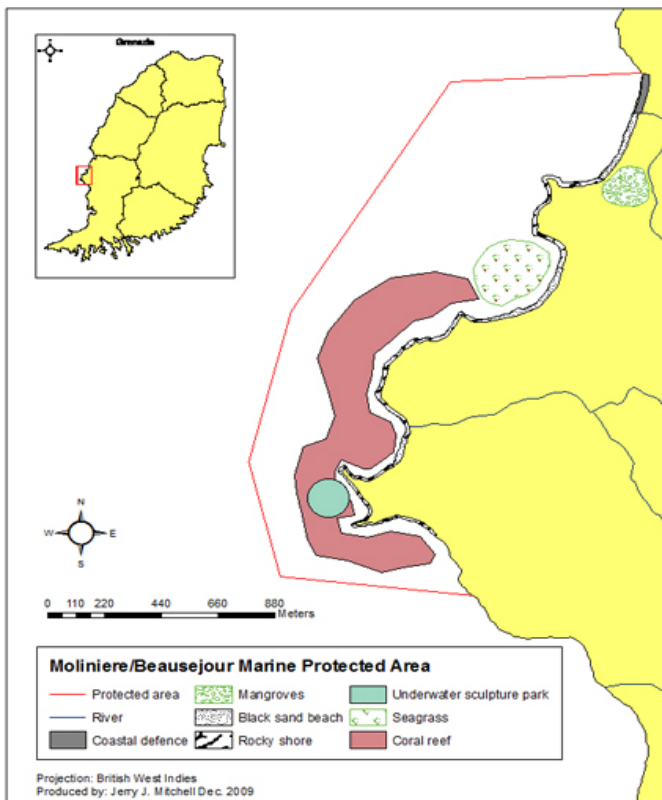 Grenada
N
W E
S
0 110 220 440 660 880
Meters
Moliniere/Beausejour Marine Protected Area
Protected area
Mangroves
Underwater sculpture park
River
Black sand beach
Seagrass
Coastal defence
Rocky shore
Coral reef
Projection: British West Indies
Produced by: Jerry J. Mitchell Dec. 2009